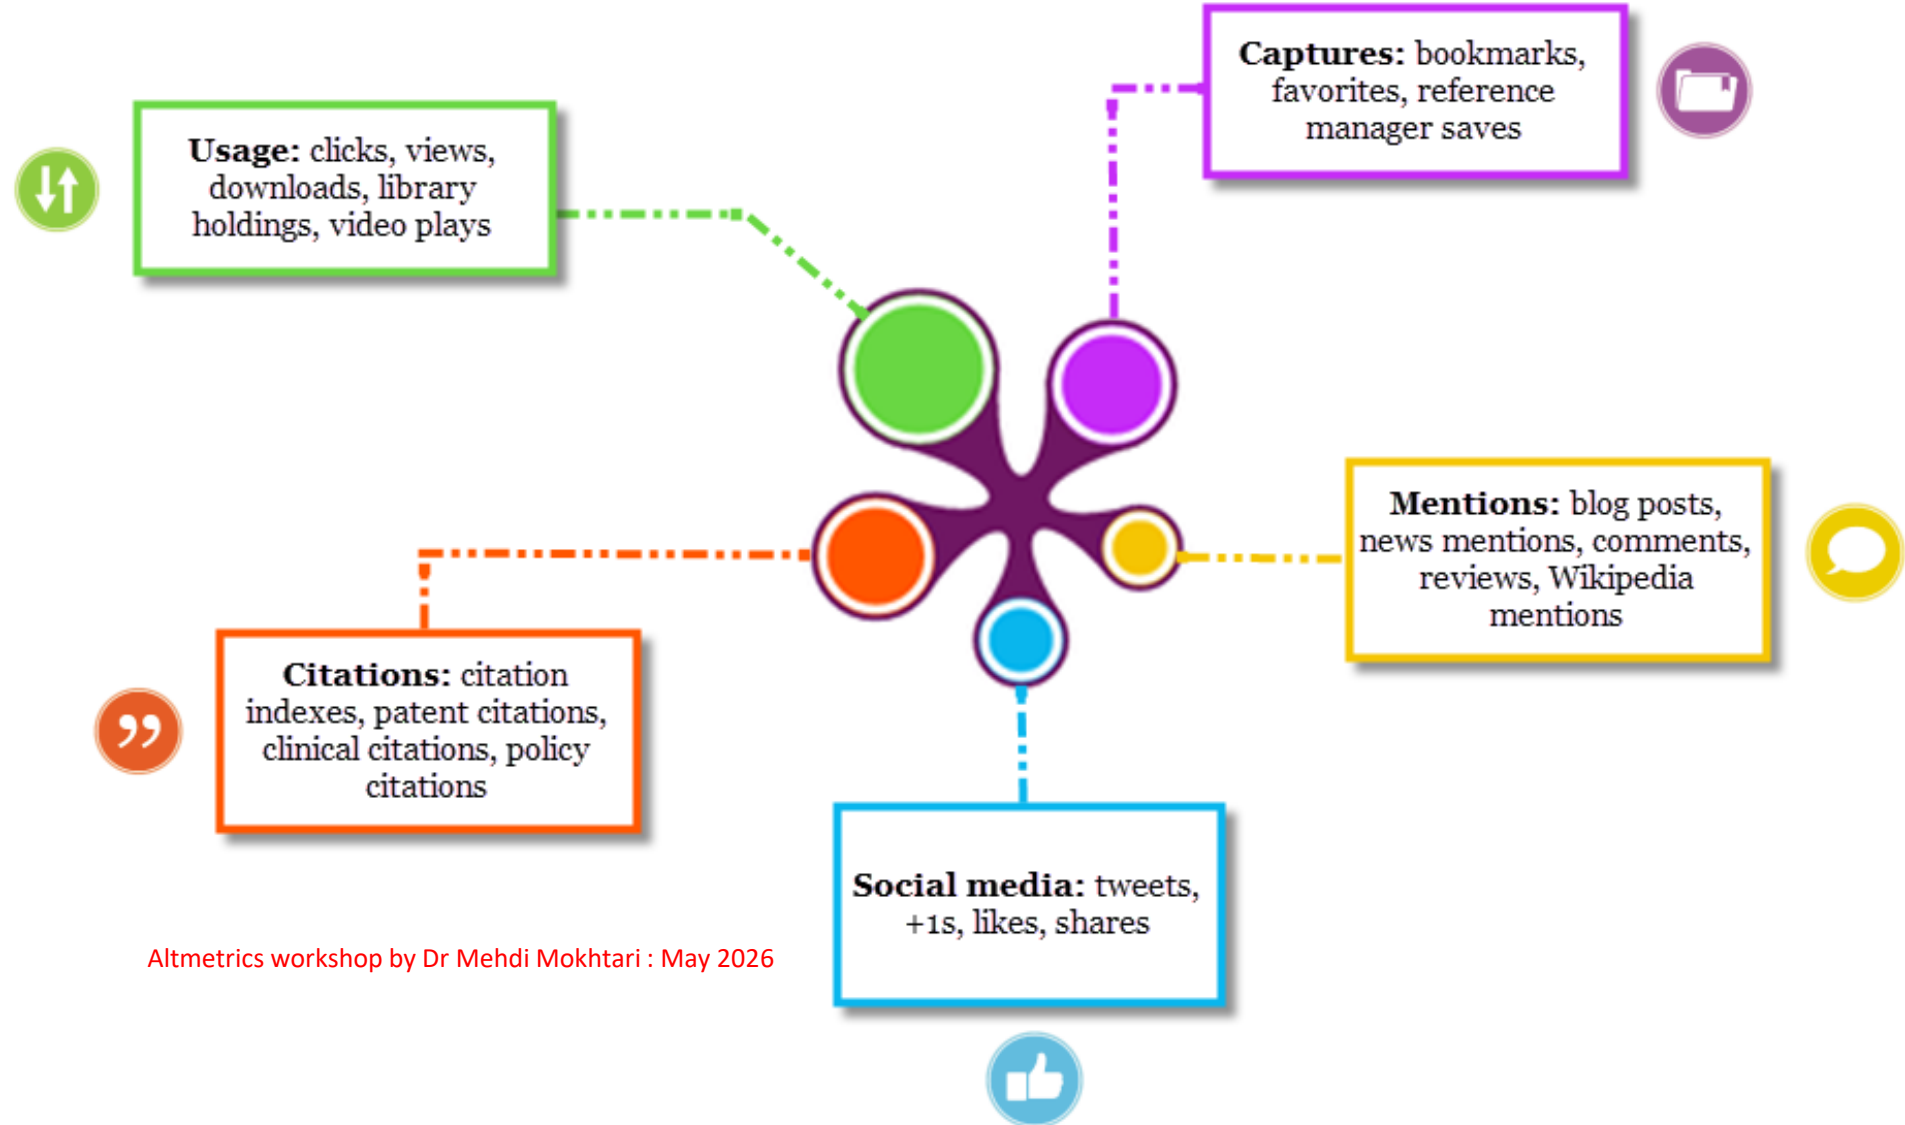 Captures: bookmarks,
favorites, reference
manager saves
Usage: clicks, views,
downloads, library
holdings, video plays
Mentions: blog posts,
news mentions, comments,
reviews, Wikipedia
mentions
Citations: citation
indexes, patent citations,
clinical citations, policy
citations
Social media: tweets,
+1s, likes, shares
Altmetrics workshop by Dr Mehdi Mokhtari : May 2026